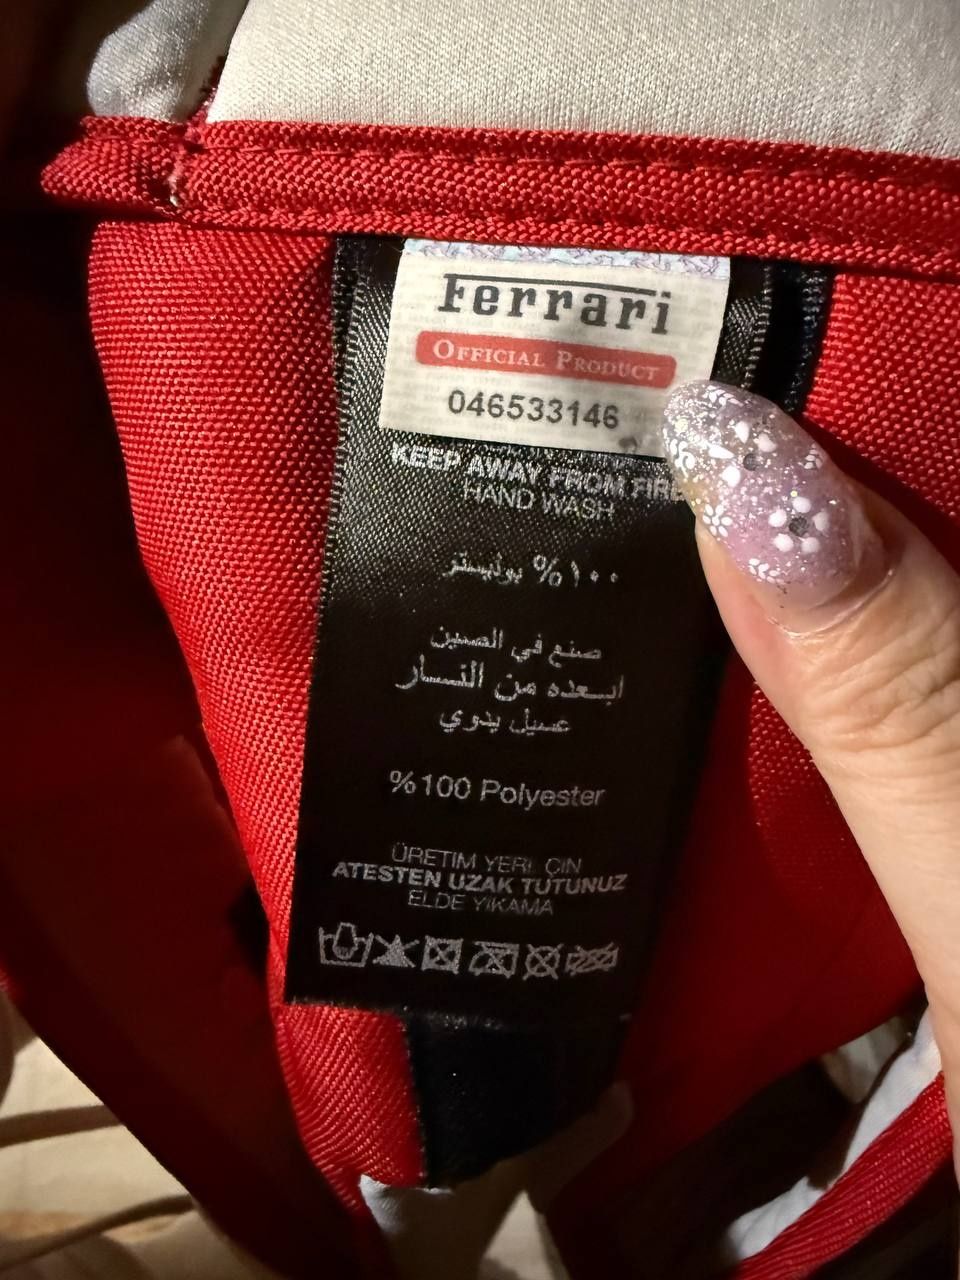 Ferrari
OFFICIAL PRODUCT
046533146
KEEP AWAY FROM FIRE
HAND WASH
١٠٠% بوليستر
صنع في الصين
ابعده من النار
غسيل يدوي
%100 Polyester
ÜRETIM YERI: ÇIN
ATESTEN UZAK TUTUNUZ
ELDE YIKAMA